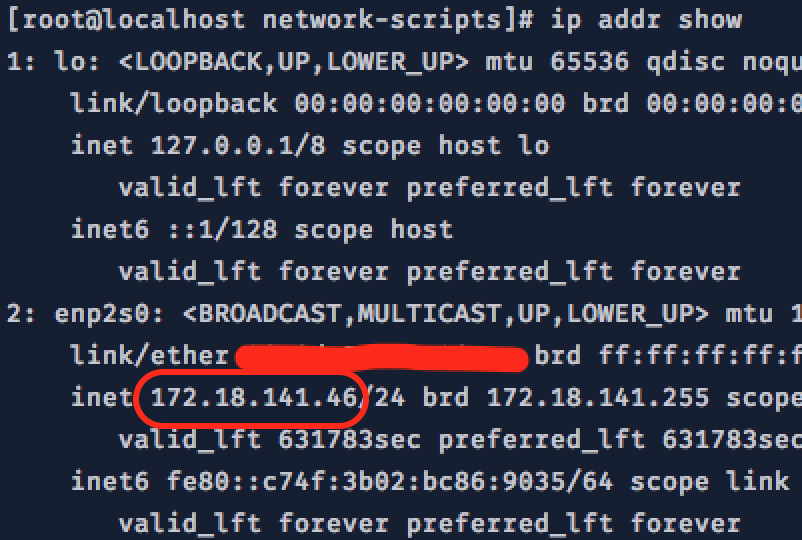 [root@localhost network-scripts]# ip addr show
1: lo: <LOOPBACK,UP,LOWER_UP> mtu 65536 qdisc noqu
link/loopback 00:00:00:00:00:00 brd 00:00:00:0
inet 127.0.0.1/8 scope host lo
valid_lft forever preferred_lft forever
inet6 ::1/128 scope host
valid_lft forever preferred_lft forever
2: enp2s0: <BROADCAST,MULTICAST,UP,LOWER_UP> mtu 1
link/ether brd ff:ff:ff:ff:f
inet 172.18.141.46/24 brd 172.18.141.255 scope
valid_lft 631783sec preferred_lft 631783sec
inet6 fe80::c74f:3b02:bc86:9035/64 scope link
valid_lft forever preferred_lft forever